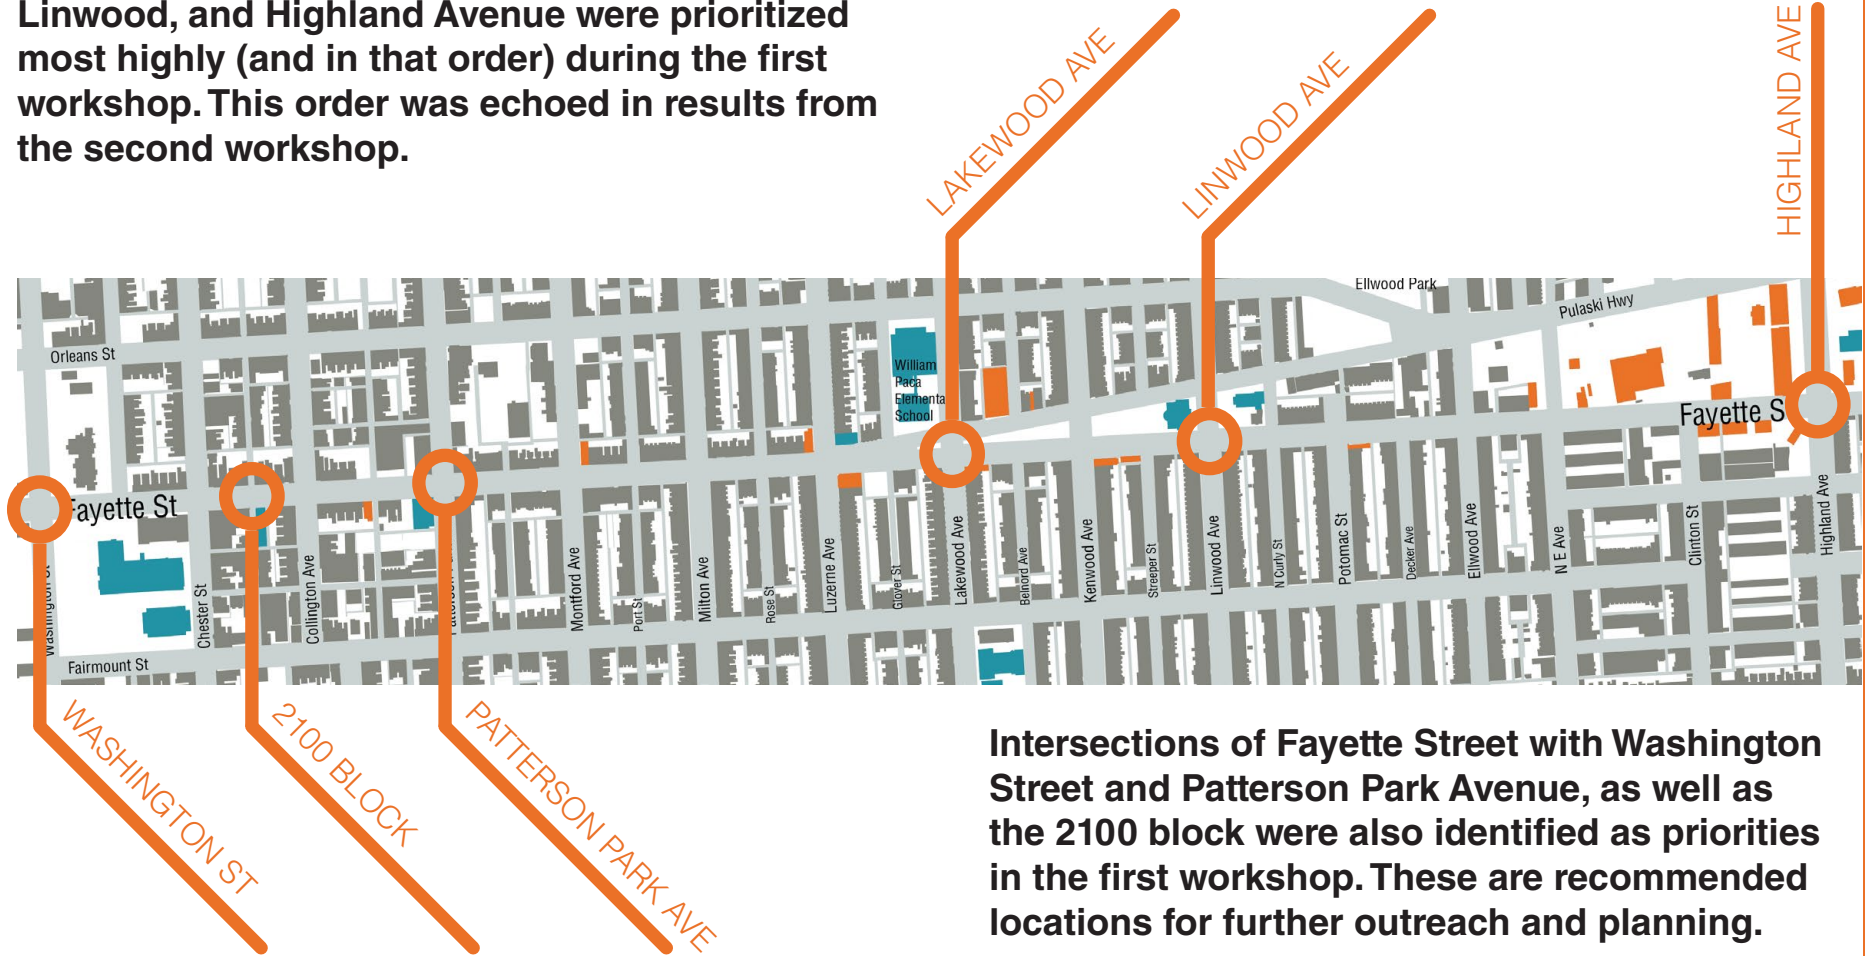 Linwood, and Highland Avenue were prioritized
most highly (and in that order) during the first
workshop. This order was echoed in results from
the second workshop.
LAKEWOOD AVE
LINWOOD AVE
HIGHLAND AVE
Ellwood Park
Pulaski Hwy
Orleans St
William
Paca
Elementa
School
Fayette S
Fayette St
Washington St
Chester St
Collington Ave
Montford Ave
Port St
Milton Ave
Rose St
Luzerne Ave
Glover St
Lakewood Ave
Belnord Ave
Kenwood Ave
Streeper St
Linwood Ave
N Curly St
Potomac St
Decker Ave
Ellwood Ave
N E Ave
Clinton St
Highland Ave
Fairmount St
WASHINGTON ST
2100 BLOCK
PATTERSON PARK AVE
Intersections of Fayette Street with Washington
Street and Patterson Park Avenue, as well as
the 2100 block were also identified as priorities
in the first workshop. These are recommended
locations for further outreach and planning.